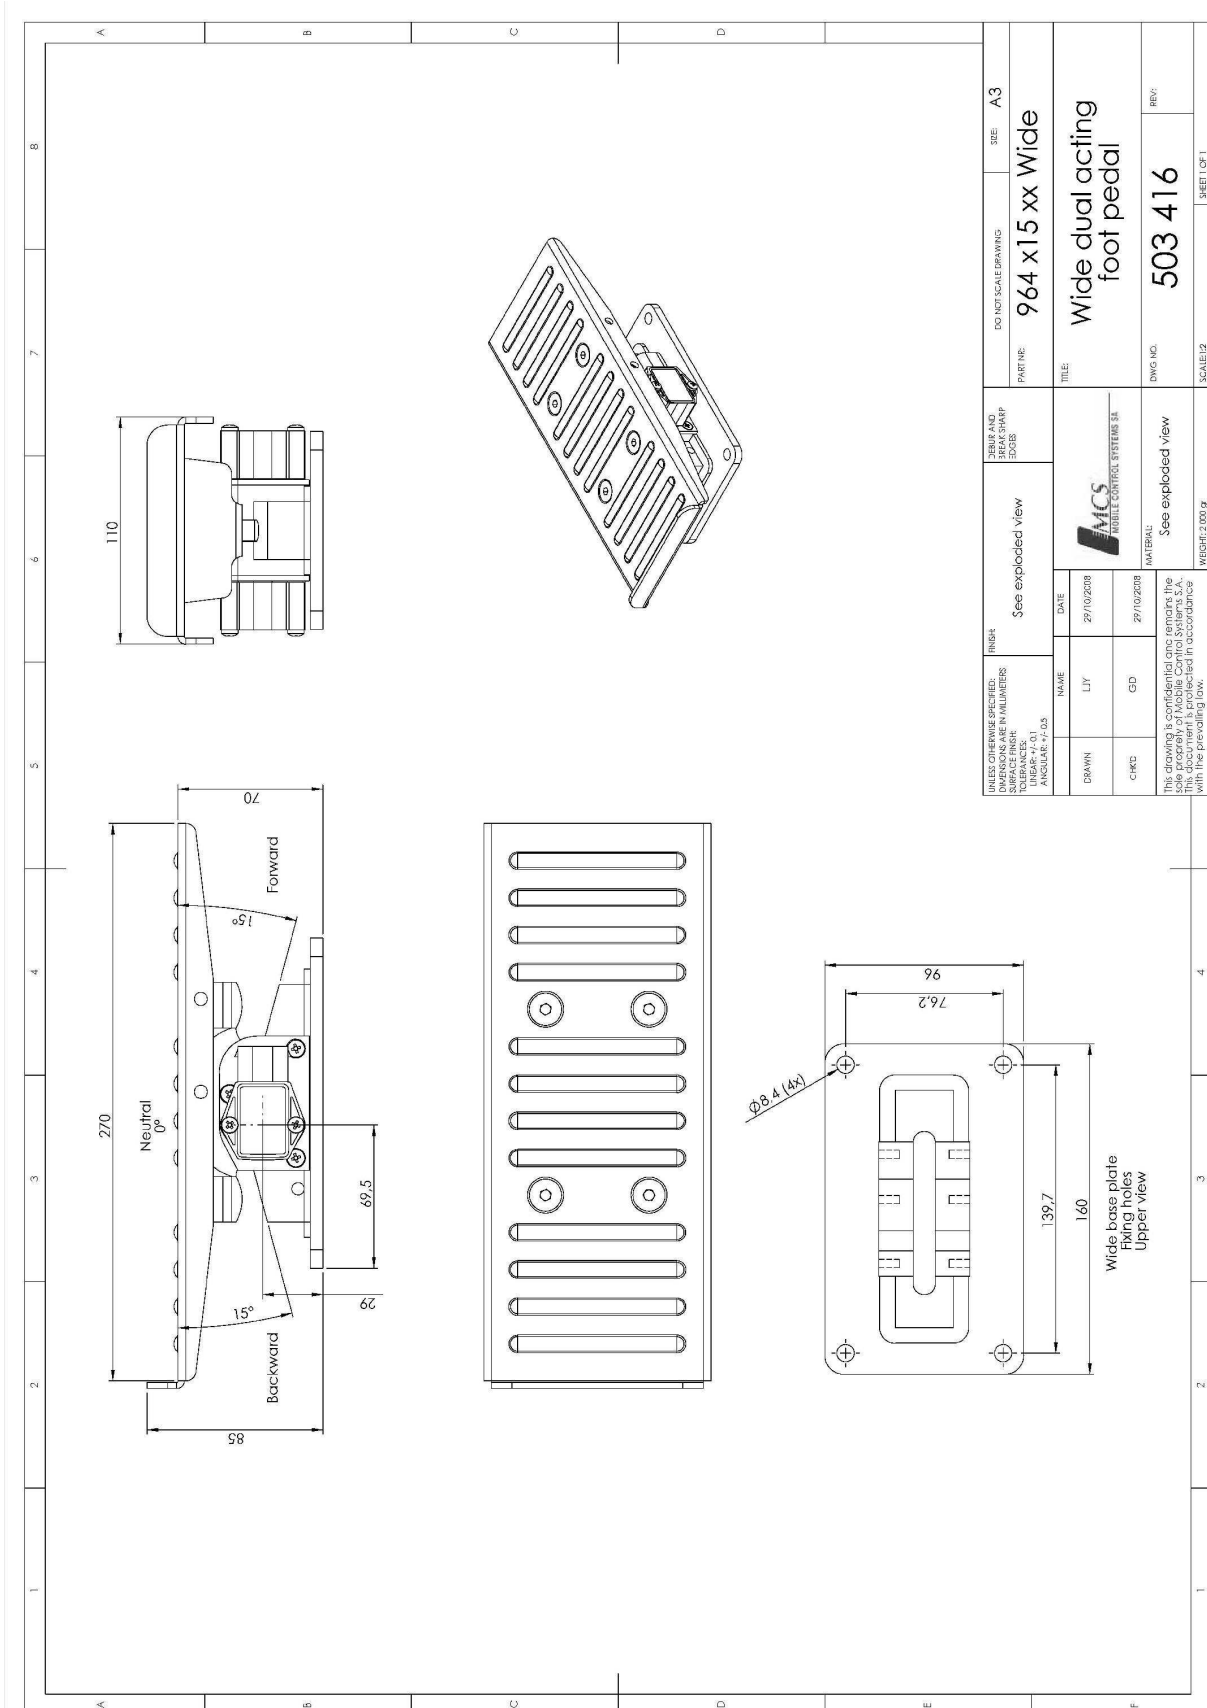 1
2
3
4
5
6
7
8
A
B
C
D
A
B
C
D
E
F
1
2
3
4
270
Neutral
0°
15°
15°
Backward
Forward
85
70
29
69,5
110
Ø8,4 (4x)
96
76,2
139,7
160
Wide base plate
Fixing holes
Upper view
UNLESS OTHERWISE SPECIFIED:
DIMENSIONS ARE IN MILLIMETERS
SURFACE FINISH:
TOLERANCES:
LINEAR: +/- 0.1
ANGULAR: +/- 0.5
FINISH:
See exploded view
DEBUR AND
BREAK SHARP
EDGES
DO NOT SCALE DRAWING
SIZE: A3
PART NR:
964 x15 xx Wide
NAME
DATE
DRAWN
LJY
29/10/2008
CHK'D
GD
29/10/2008
MCS
MOBILE CONTROL SYSTEMS SA
TITLE:
Wide dual acting
foot pedal
MATERIAL:
See exploded view
DWG NO.
503 416
REV:
This drawing is confidential and remains the
sole proprety of Mobile Control Systems S.A.
This document is protected in accordance
with the prevailing law.
WEIGHT: 2 000 gr
SCALE:1:2
SHEET 1 OF 1